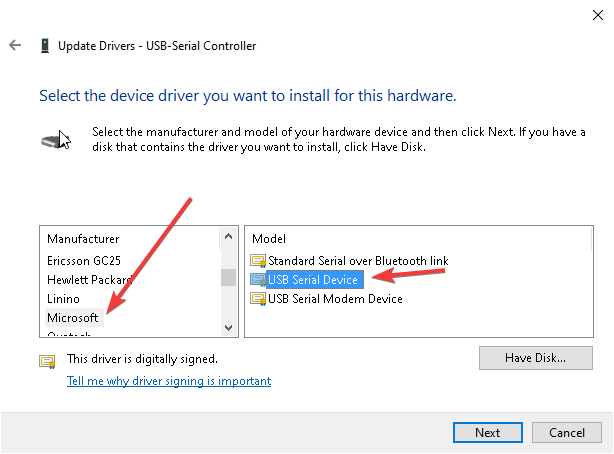 Update Drivers - USB-Serial Controller
Select the device driver you want to install for this hardware.
Select the manufacturer and model of your hardware device and then click Next. If you have a
disk that contains the driver you want to install, click Have Disk.
Manufacturer
Ericsson GC25
Hewlett Packard
Linino
Microsoft
Model
Standard Serial over Bluetooth link
USB Serial Device
USB Serial Modem Device
This driver is digitally signed.
Tell me why driver signing is important
Have Disk...
Next
Cancel